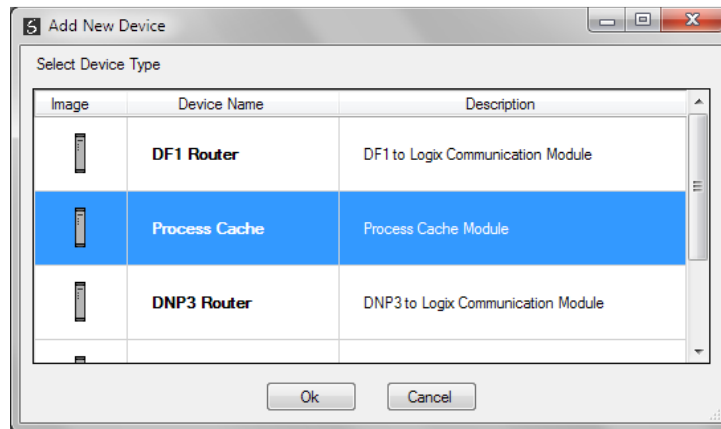 Add New Device
Select Device Type
Image Device Name Description
DF1 Router DF1 to Logix Communication Module
Process Cache Process Cache Module
DNP3 Router DNP3 to Logix Communication Module
Ok Cancel